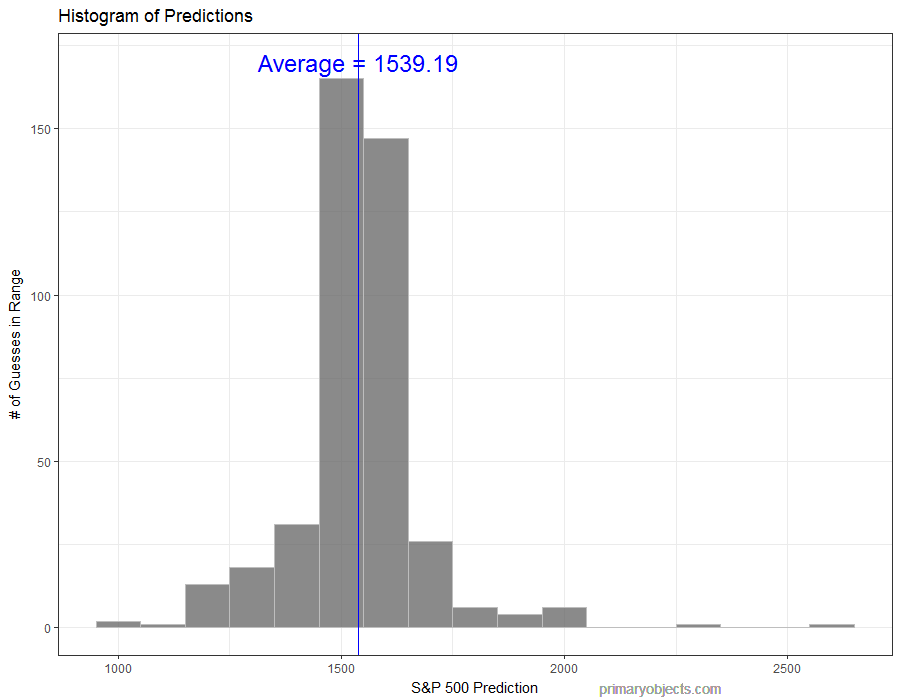 Histogram of Predictions
Average = 1539.19
# of Guesses in Range
150
100
50
0
1000 1500 2000 2500
S&P 500 Prediction
primaryobjects.com